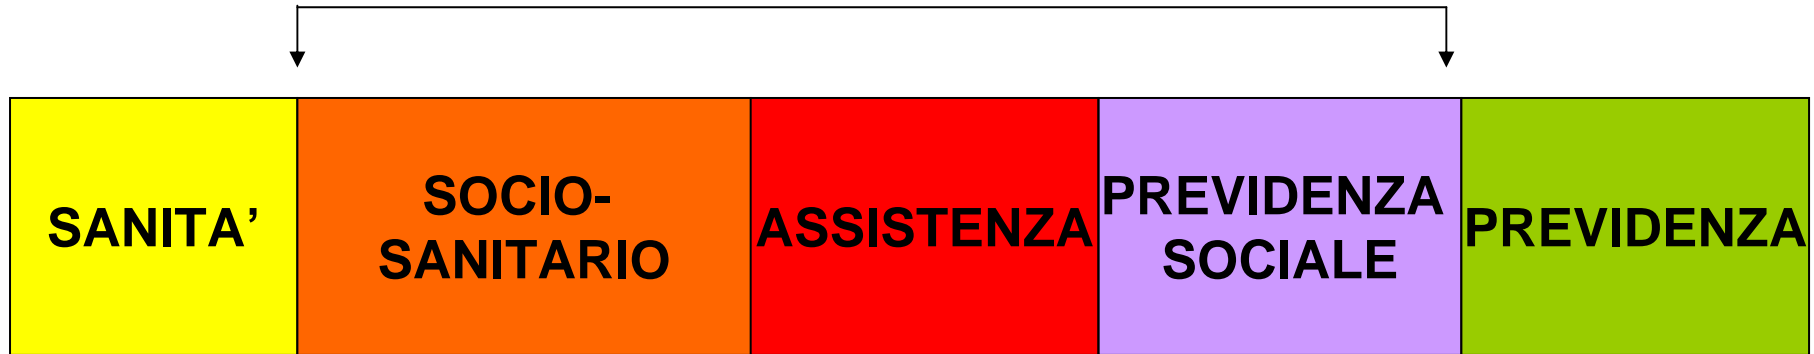 SANITA’
SOCIO-
SANITARIO
ASSISTENZA
PREVIDENZA
SOCIALE
PREVIDENZA